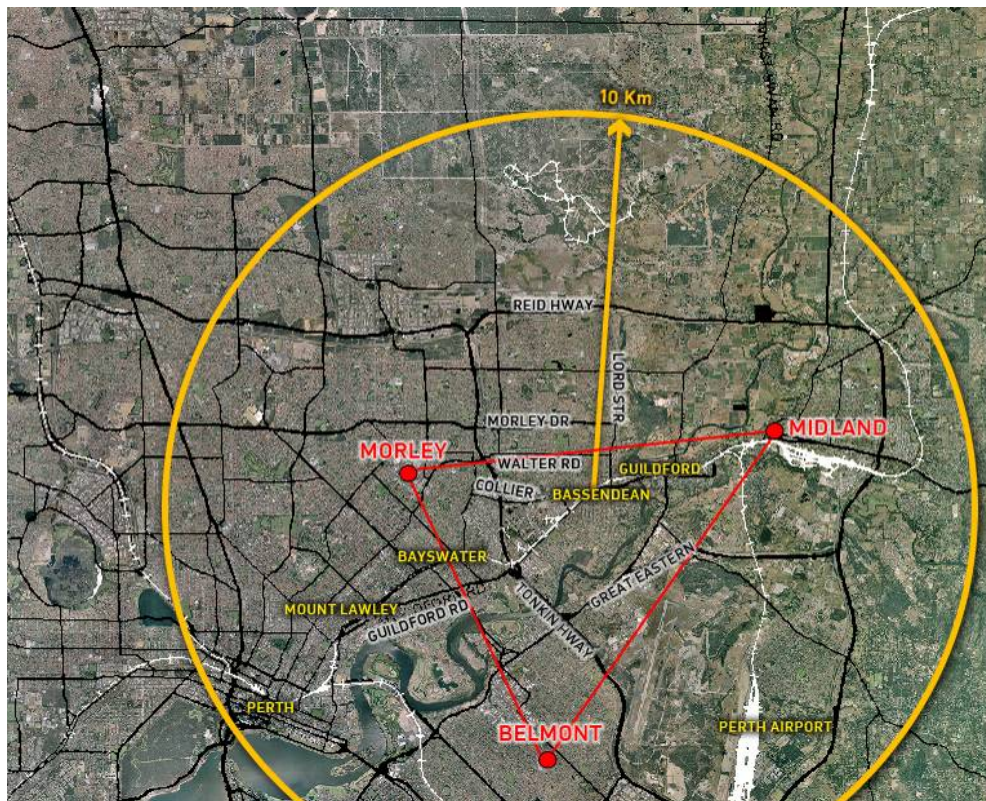 10 Km
REID HWAY
LORD STR
MORLEY DR
MORLEY
MIDLAND
WALTER RD
GUILDFORD
COLLIER
BASSENDEAN
BAYSWATER
GREAT EASTERN
TONKIN HWAY
MOUNT LAWLEY
GUILDFORD RD
PERTH
BELMONT
PERTH AIRPORT